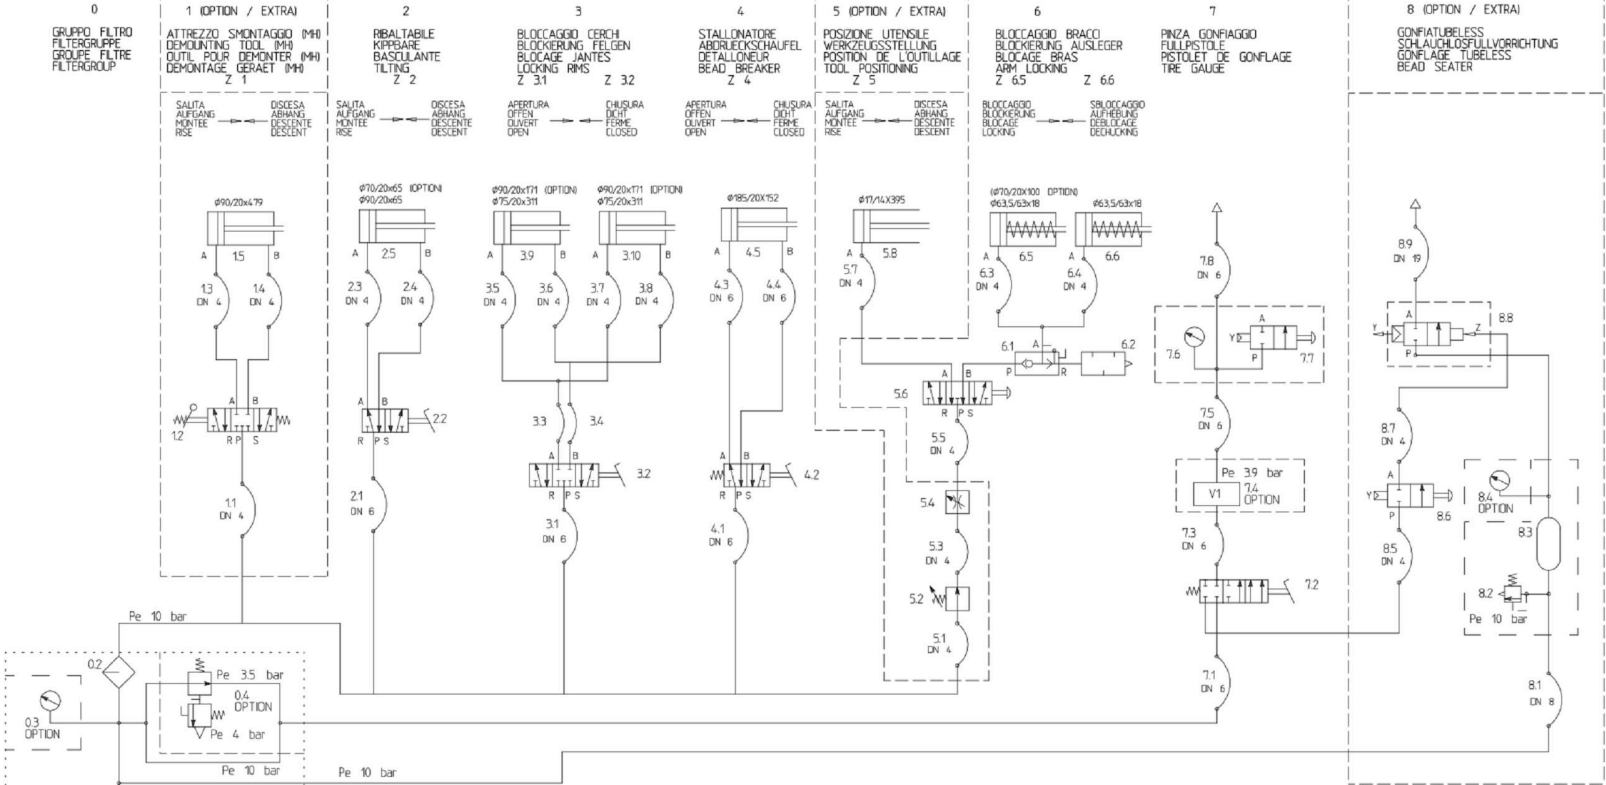 0
GRUPPO FILTRO
FILTERGRUPPE
GROUPE FILTRE
FILTERGROUP
1 (OPTION / EXTRA)
ATTREZZO SMONTAGGIO (MH)
DEMOUNTING TOOL (MH)
OUTIL POUR DEMONTER (MH)
DEMONTAGE GERAET (MH)
Z 1
2
RIBALTABILE
KIPPBARE
BASCULANTE
TILTING
Z 2
3
BLOCCAGGIO CERCHI
BLOCKIERUNG FELGEN
BLOCAGE JANTES
LOCKING RIMS
Z 3.1 Z 3.2
4
STALLONATORE
ABDRUECKSCHAUFEL
DETALLONEUR
BEAD BREAKER
Z 4
5 (OPTION / EXTRA)
POSIZIONE UTENSILE
WERKZEUGSSTELLUNG
POSITION DE L'OUTILLAGE
TOOL POSITIONING
Z 5
6
BLOCCAGGIO BRACCI
BLOCKIERUNG AUSLEGER
BLOCAGE BRAS
ARM LOCKING
Z 6.5 Z 6.6
7
PINZA GONFIAGGIO
FULLPISTOLE
PISTOLET DE GONFLAGE
TIRE GAUGE
8 (OPTION / EXTRA)
GONFIATUBELESS
SCHLAUCHLOSFULLVORRICHTUNG
GONFLAGE TUBELESS
BEAD SEATER
SALITA DISCESA
AUFGANG ABHANG
MONTEE DESCENTE
RISE DESCENT
SALITA DISCESA
AUFGANG ABHANG
MONTEE DESCENTE
RISE DESCENT
APERTURA CHIUSURA
OFFEN DICHT
OUVERT FERME
OPEN CLOSED
APERTURA CHIUSURA
OFFEN DICHT
OUVERT FERME
OPEN CLOSED
SALITA DISCESA
AUFGANG ABHANG
MONTEE DESCENTE
RISE DESCENT
BLOCCAGGIO SBLOCCAGGIO
BLOCKERUNG AUFHEBUNG
BLOCAGE DEBLOCAGE
LOCKING DECHUCKING
ø90/20x479
A 1.5 B
1.3 DN 4
1.4 DN 4
A B
1.2
R P S
1.1
DN 4
ø70/20x65 (OPTION)
ø90/20x65
A 2.5 B
2.3 DN 4
2.4 DN 4
A B
2.2
R P S
2.1
DN 6
ø90/20x171 (OPTION)
ø75/20x311
ø90/20x171 (OPTION)
ø75/20x311
A 3.9 B
A 3.10 B
3.5 DN 4
3.6 DN 4
3.7 DN 4
3.8 DN 4
3.3 3.4
A B
3.2
R P S
3.1
DN 6
ø185/20X152
A 4.5 B
4.3 DN 6
4.4 DN 6
A B
4.2
R P S
4.1
DN 6
ø17/14X395
A 5.8
5.7
DN 4
A B
5.6
R P S
5.5
DN 4
5.4
5.3
DN 4
5.2
5.1
DN 4
(ø70/20X100 OPTION)
ø63,5/63x18
ø63,5/63x18
A 6.5
A 6.6
6.3 DN 4
6.4 DN 4
6.1 A
P R
6.2
7.8
DN 6
7.6
A
Y
P
7.7
7.5
DN 6
Pe 3.9 bar
V1
7.4
OPTION
7.3
DN 6
7.2
7.1
DN 6
8.9
DN 19
A
Y Z
P
8.8
8.7
DN 4
A
Y
P
8.6
8.5
DN 4
8.4
OPTION
8.3
8.2
Pe 10 bar
8.1
DN 8
Pe 10 bar
0.2
0.3
OPTION
Pe 3.5 bar
0.4
OPTION
Pe 4 bar
Pe 10 bar
Pe 10 bar